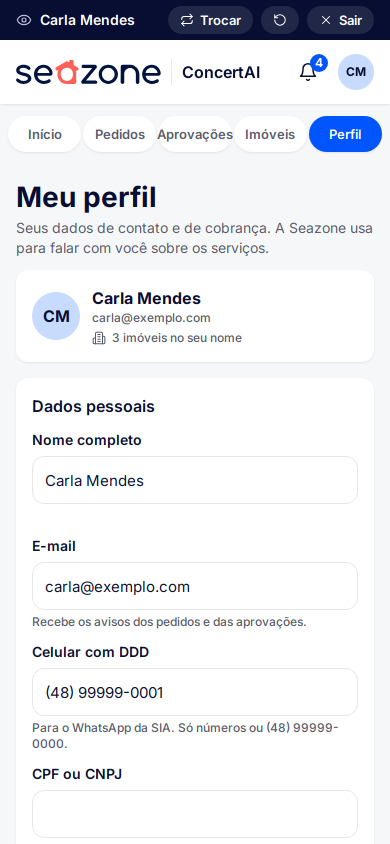 Carla Mendes
Trocar
Sair
seazone
ConcertAI
4
CM
Início
Pedidos
Aprovações
Imóveis
Perfil
Meu perfil
Seus dados de contato e de cobrança. A Seazone usa
para falar com você sobre os serviços.
CM
Carla Mendes
carla@exemplo.com
3 imóveis no seu nome
Dados pessoais
Nome completo
Carla Mendes
E-mail
carla@exemplo.com
Recebe os avisos dos pedidos e das aprovações.
Celular com DDD
(48) 99999-0001
Para o WhatsApp da SIA. Só números ou (48) 99999-
0000.
CPF ou CNPJ